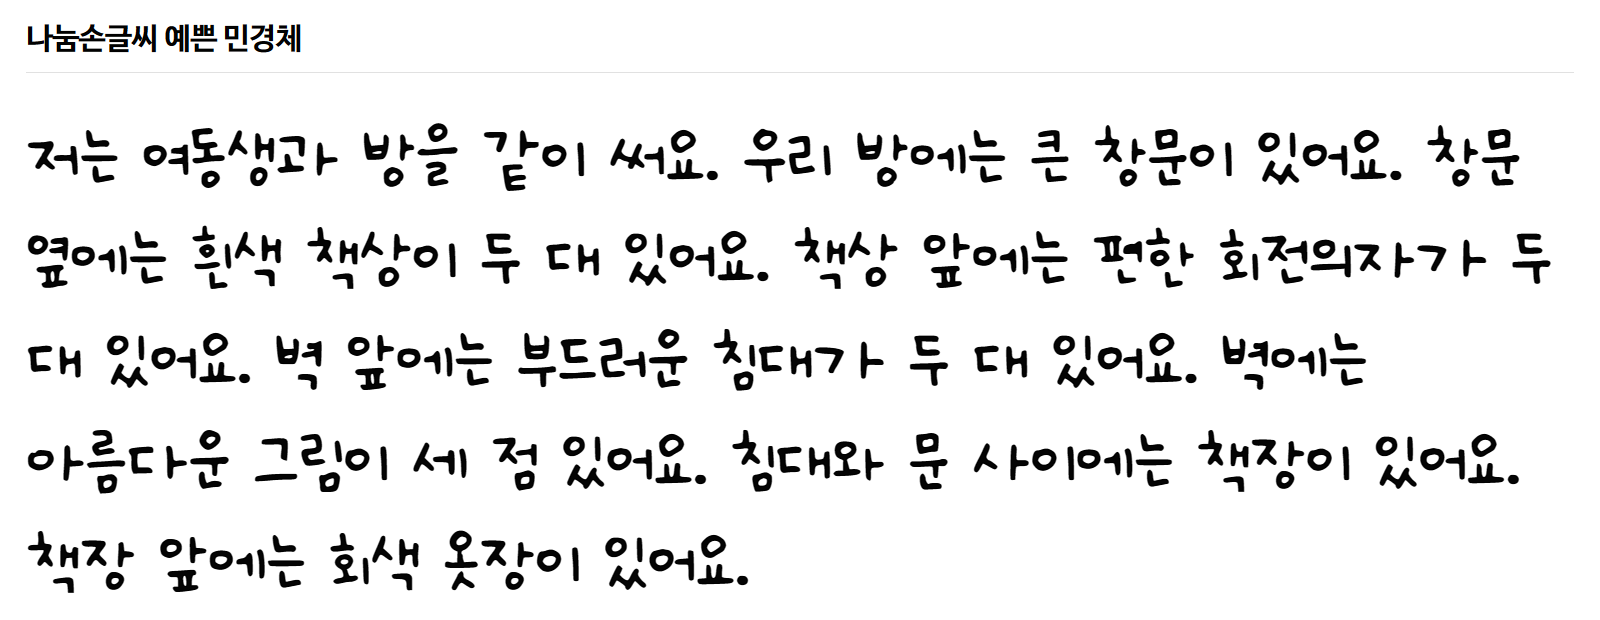 나눔손글씨 예쁜 민경체
저는 여동생과 방을 같이 써요. 우리 방에는 큰 창문이 있어요. 창문
옆에는 흰색 책상이 두 대 있어요. 책상 앞에는 편한 회전의자가 두
대 있어요. 벽 앞에는 부드러운 침대가 두 대 있어요. 벽에는
아름다운 그림이 세 점 있어요. 침대와 문 사이에는 책장이 있어요.
책장 앞에는 회색 옷장이 있어요.